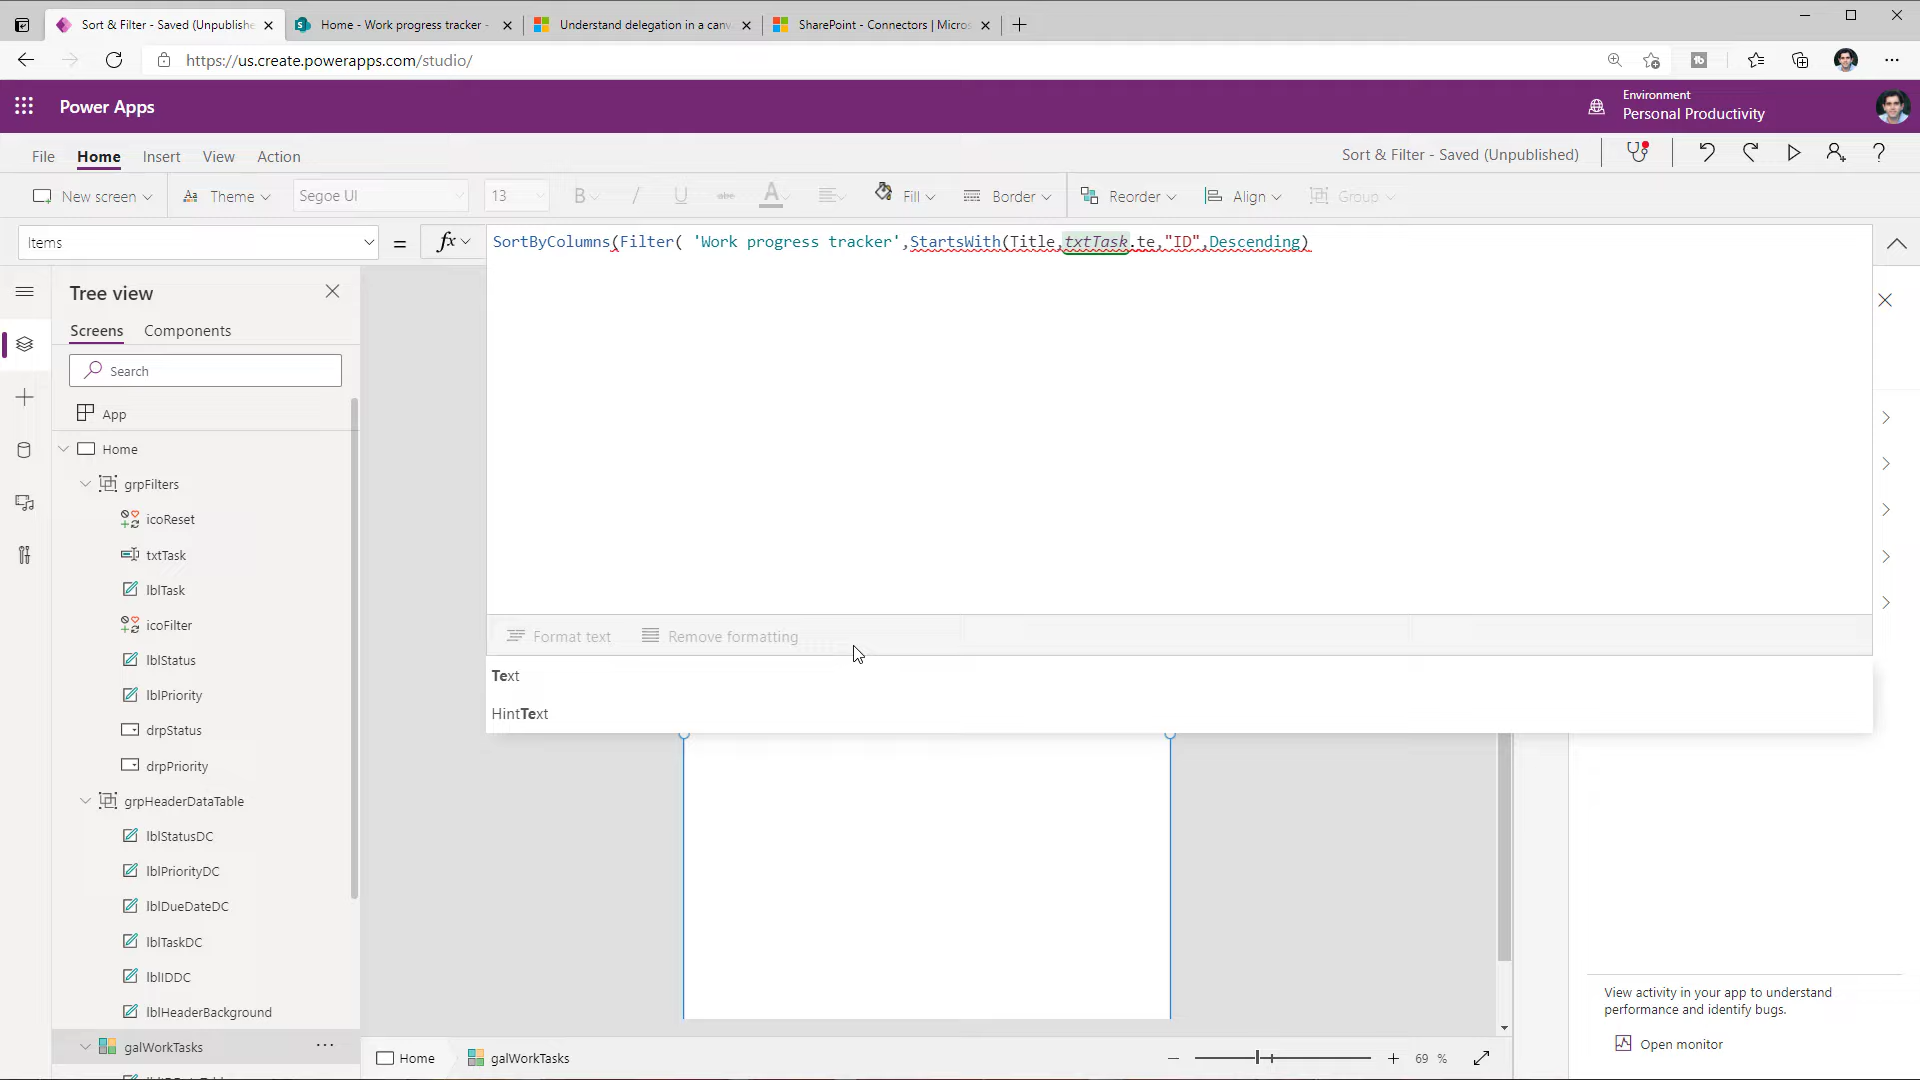 Sort & Filter - Saved (Unpublishe
Home - Work progress tracker -
Understand delegation in a canv
SharePoint - Connectors | Micros
https://us.create.powerapps.com/studio/
Power Apps
Environment
Personal Productivity
File Home Insert View Action
Sort & Filter - Saved (Unpublished)
New screen Theme Segoe UI 13 B I U abc A Fill Border Reorder Align Group
Items = fx SortByColumns(Filter( 'Work progress tracker',StartsWith(Title,txtTask.te,"ID",Descending)
Tree view
Screens Components
Search
App
Home
grpFilters
icoReset
txtTask
lblTask
icoFilter
lblStatus
lblPriority
drpStatus
drpPriority
grpHeaderDataTable
lblStatusDC
lblPriorityDC
lblDueDateDC
lblTaskDC
lblIDDC
lblHeaderBackground
galWorkTasks ...
Format text Remove formatting
Text
HintText
View activity in your app to understand
performance and identify bugs.
Open monitor
Home galWorkTasks
69 %